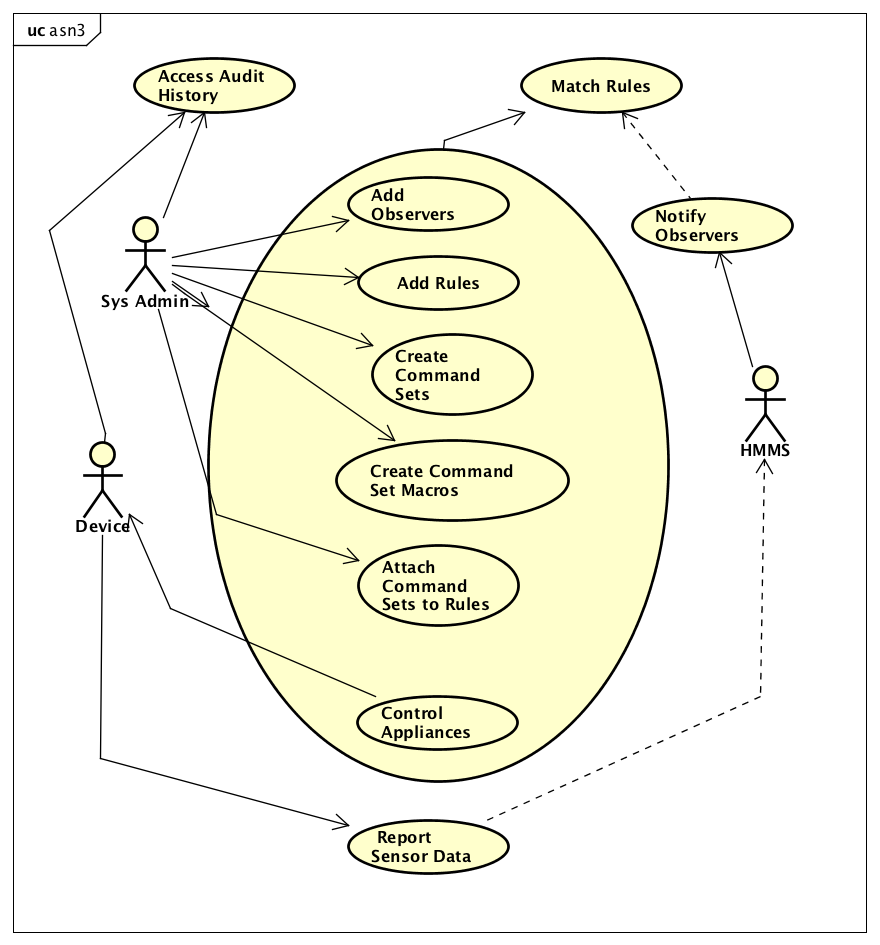 uc asn3
Access Audit
History
Match Rules
Add
Observers
Notify
Observers
Add Rules
Sys Admin
Create
Command
Sets
HMMS
Create Command
Set Macros
Device
Attach
Command
Sets to Rules
Control
Appliances
Report
Sensor Data